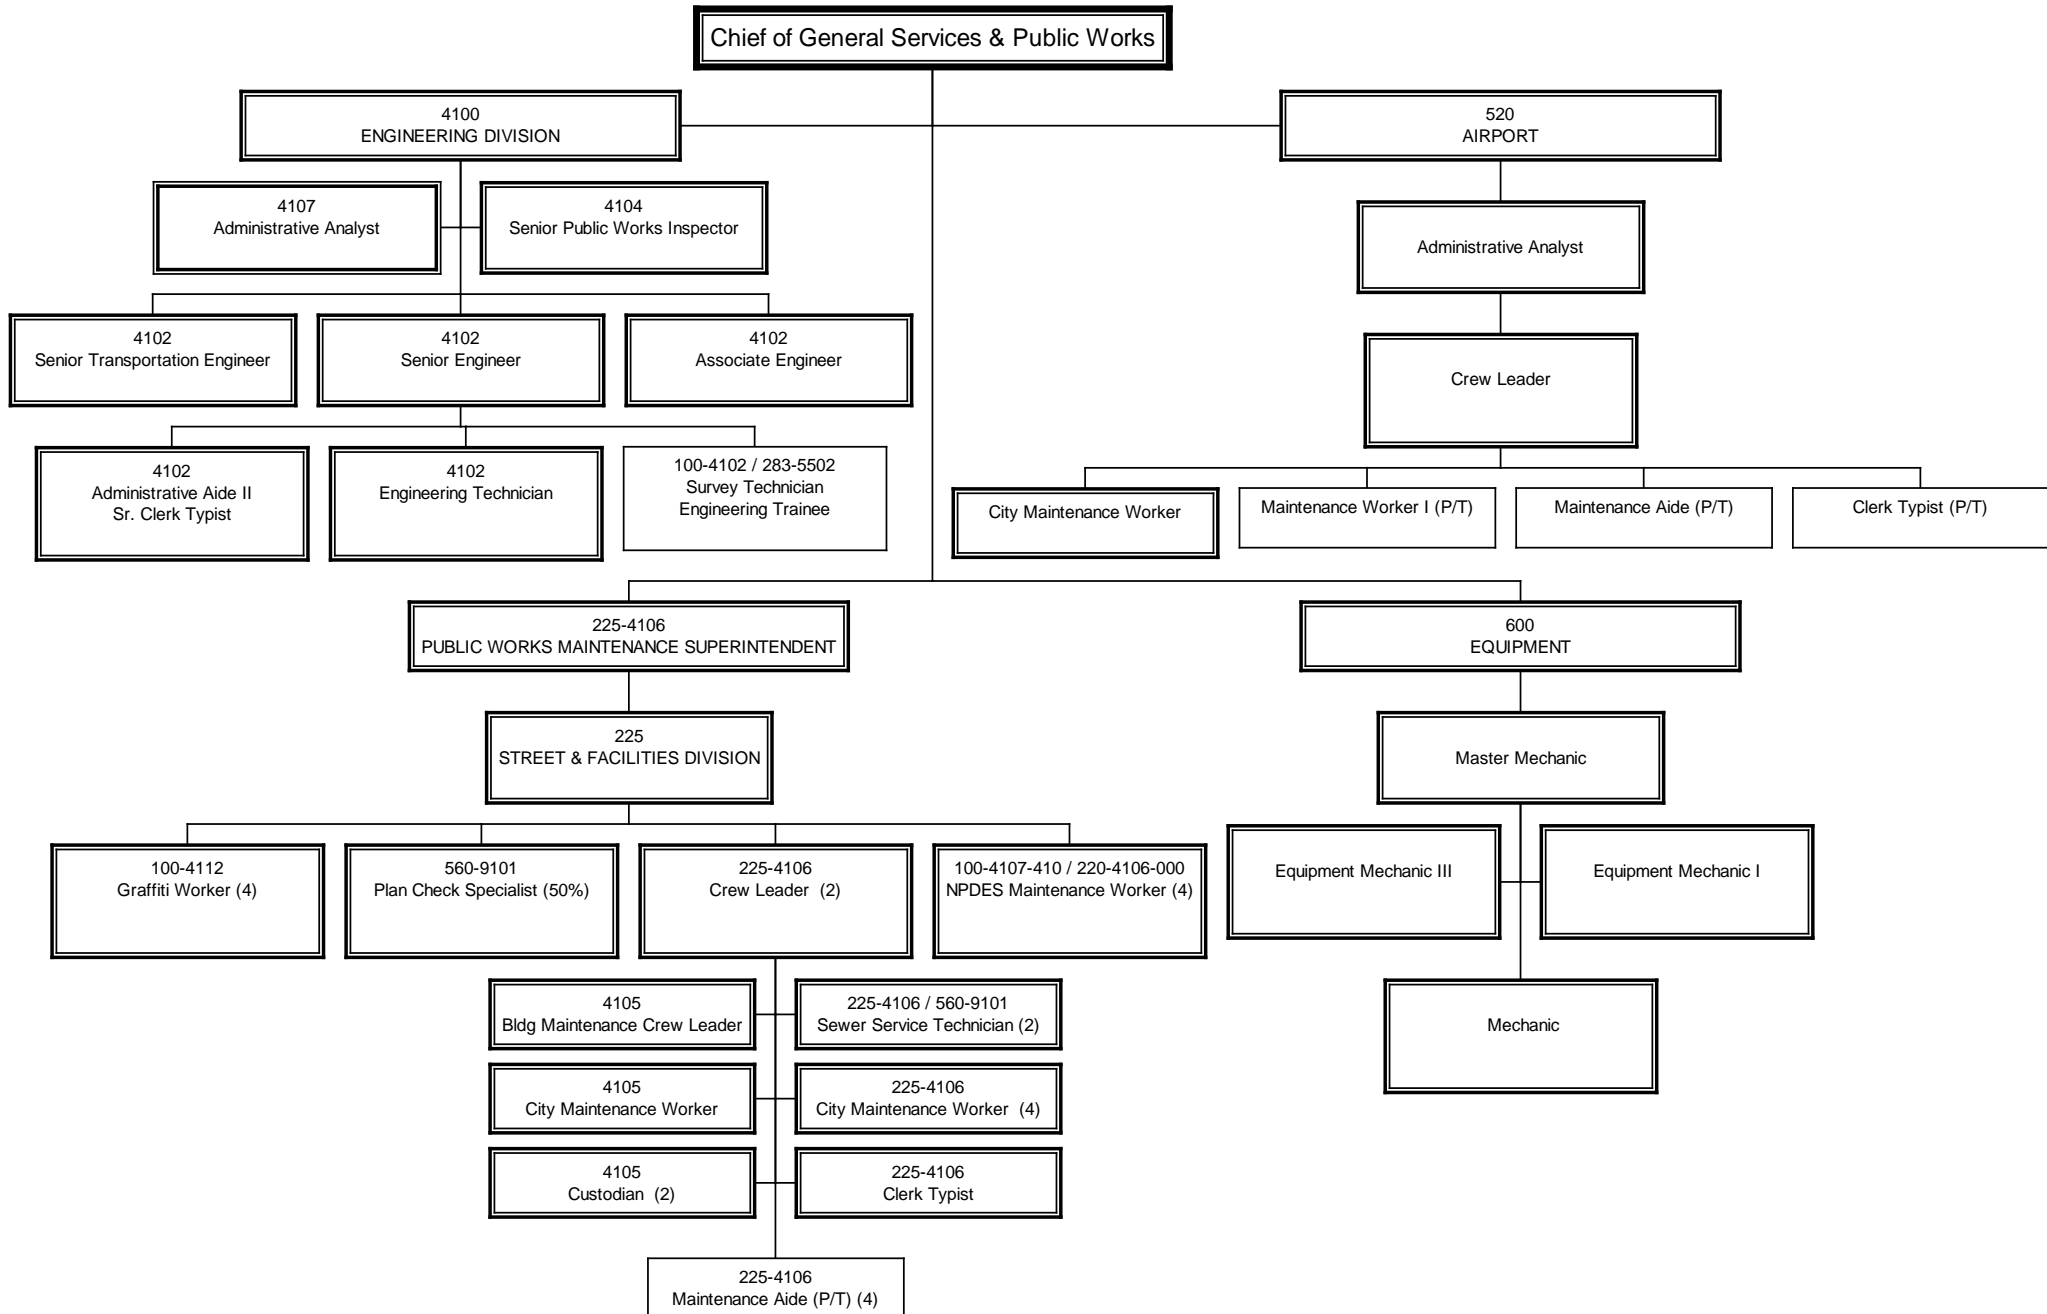 Chief of General Services & Public Works
4100
ENGINEERING DIVISION
520
AIRPORT
4107
Administrative Analyst
4104
Senior Public Works Inspector
Administrative Analyst
4102
Senior Transportation Engineer
4102
Senior Engineer
4102
Associate Engineer
Crew Leader
4102
Administrative Aide II
Sr. Clerk Typist
4102
Engineering Technician
100-4102 / 283-5502
Survey Technician
Engineering Trainee
City Maintenance Worker
Maintenance Worker I (P/T)
Maintenance Aide (P/T)
Clerk Typist (P/T)
225-4106
PUBLIC WORKS MAINTENANCE SUPERINTENDENT
600
EQUIPMENT
225
STREET & FACILITIES DIVISION
Master Mechanic
100-4112
Graffiti Worker (4)
560-9101
Plan Check Specialist (50%)
225-4106
Crew Leader (2)
100-4107-410 / 220-4106-000
NPDES Maintenance Worker (4)
Equipment Mechanic III
Equipment Mechanic I
4105
Bldg Maintenance Crew Leader
225-4106 / 560-9101
Sewer Service Technician (2)
Mechanic
4105
City Maintenance Worker
225-4106
City Maintenance Worker (4)
4105
Custodian (2)
225-4106
Clerk Typist
225-4106
Maintenance Aide (P/T) (4)